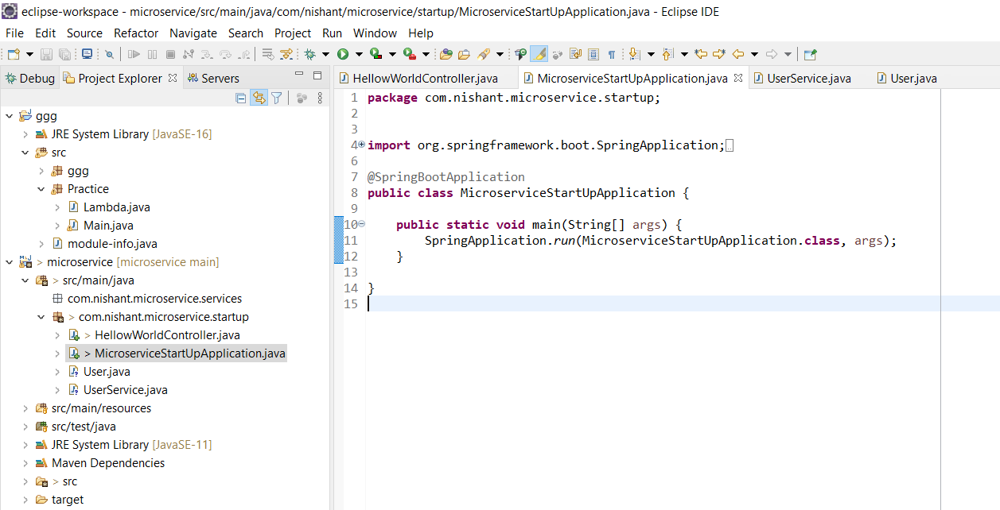 eclipse-workspace - microservice/src/main/java/com/nishant/microservice/startup/MicroserviceStartUpApplication.java - Eclipse IDE
File Edit Source Refactor Navigate Search Project Run Window Help
Debug Project Explorer Servers
ggg
JRE System Library [JavaSE-16]
src
ggg
Practice
Lambda.java
Main.java
module-info.java
> microservice [microservice main]
> src/main/java
com.nishant.microservice.services
> com.nishant.microservice.startup
> HellowWorldController.java
> MicroserviceStartUpApplication.java
User.java
UserService.java
src/main/resources
src/test/java
JRE System Library [JavaSE-11]
Maven Dependencies
> src
target
HellowWorldController.java MicroserviceStartUpApplication.java UserService.java User.java
1 package com.nishant.microservice.startup;
2
3
4 import org.springframework.boot.SpringApplication;
6
7 @SpringBootApplication
8 public class MicroserviceStartUpApplication {
9
10 public static void main(String[] args) {
11 SpringApplication.run(MicroserviceStartUpApplication.class, args);
12 }
13
14 }
15